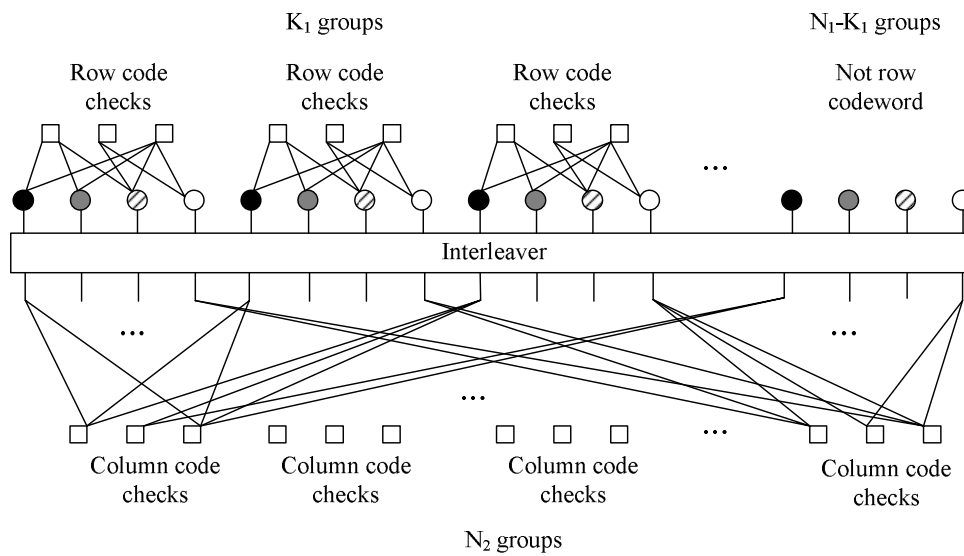 K₁ groups
N₁-K₁ groups
Row code
checks
Row code
checks
Row code
checks
Not row
codeword
...
Interleaver
...
...
...
...
Column code
checks
Column code
checks
Column code
checks
Column code
checks
N₂ groups